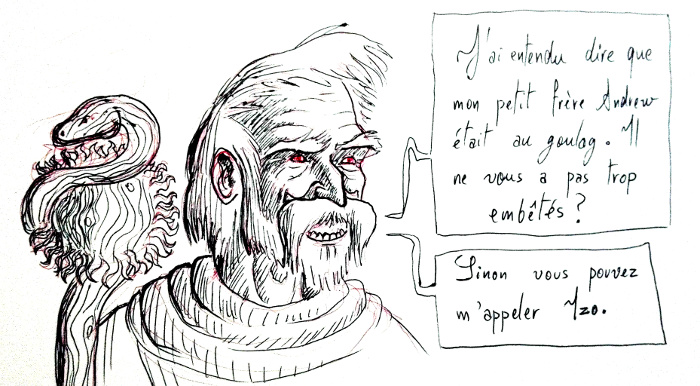 J'ai entendu dire que
mon petit frère Andrew
était au goulag. Il
ne vous a pas trop
embêtés ?
Sinon vous pouvez
m'appeler Izo.